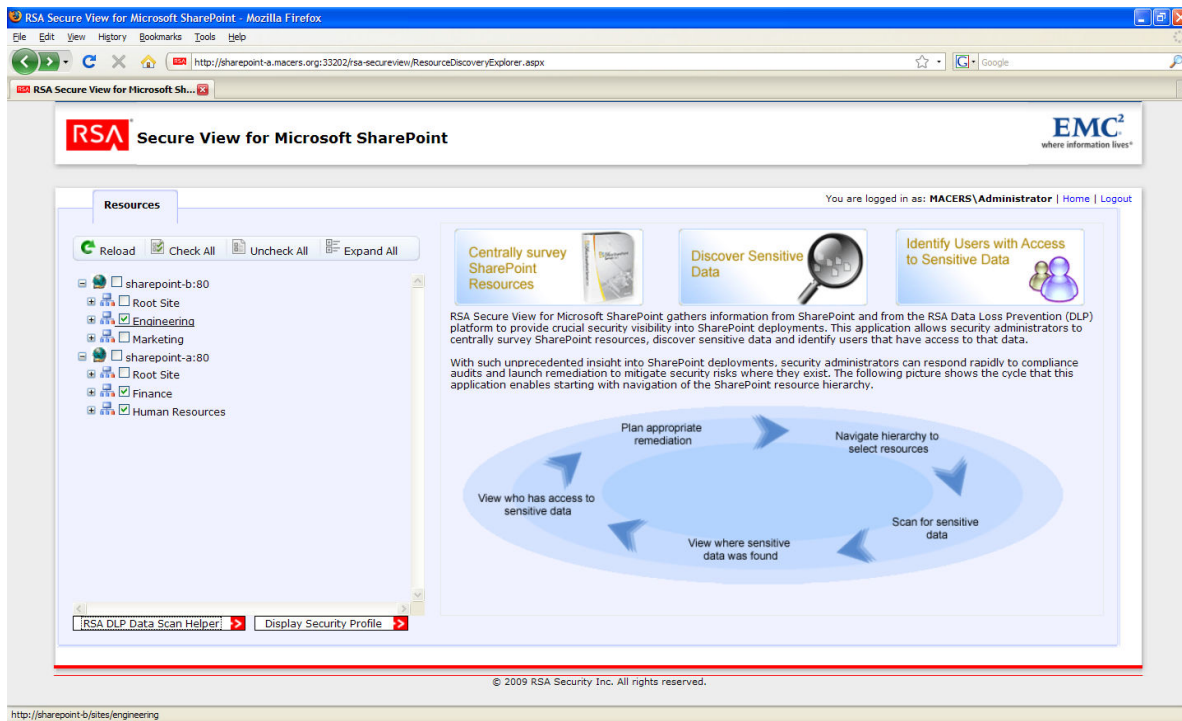 RSA Secure View for Microsoft SharePoint - Mozilla Firefox
File Edit View History Bookmarks Tools Help
http://sharepoint-a.macers.org:33202/rsa-secureview/ResourceDiscoveryExplorer.aspx
Google
RSA Secure View for Microsoft Sh...
RSA Secure View for Microsoft SharePoint
EMC²
where information lives®
Resources
You are logged in as: MACERS\Administrator | Home | Logout
Reload Check All Uncheck All Expand All
sharepoint-b:80
Root Site
Engineering
Marketing
sharepoint-a:80
Root Site
Finance
Human Resources
RSA DLP Data Scan Helper
Display Security Profile
Centrally survey
SharePoint
Resources
Discover Sensitive
Data
Identify Users with Access
to Sensitive Data
RSA Secure View for Microsoft SharePoint gathers information from SharePoint and from the RSA Data Loss Prevention (DLP)
platform to provide crucial security visibility into SharePoint deployments. This application allows security administrators to
centrally survey SharePoint resources, discover sensitive data and identify users that have access to that data.
With such unprecedented insight into SharePoint deployments, security administrators can respond rapidly to compliance
audits and launch remediation to mitigate security risks where they exist. The following picture shows the cycle that this
application enables starting with navigation of the SharePoint resource hierarchy.
Plan appropriate
remediation
Navigate hierarchy to
select resources
View who has access to
sensitive data
Scan for sensitive
data
View where sensitive
data was found
© 2009 RSA Security Inc. All rights reserved.
http://sharepoint-b/sites/engineering